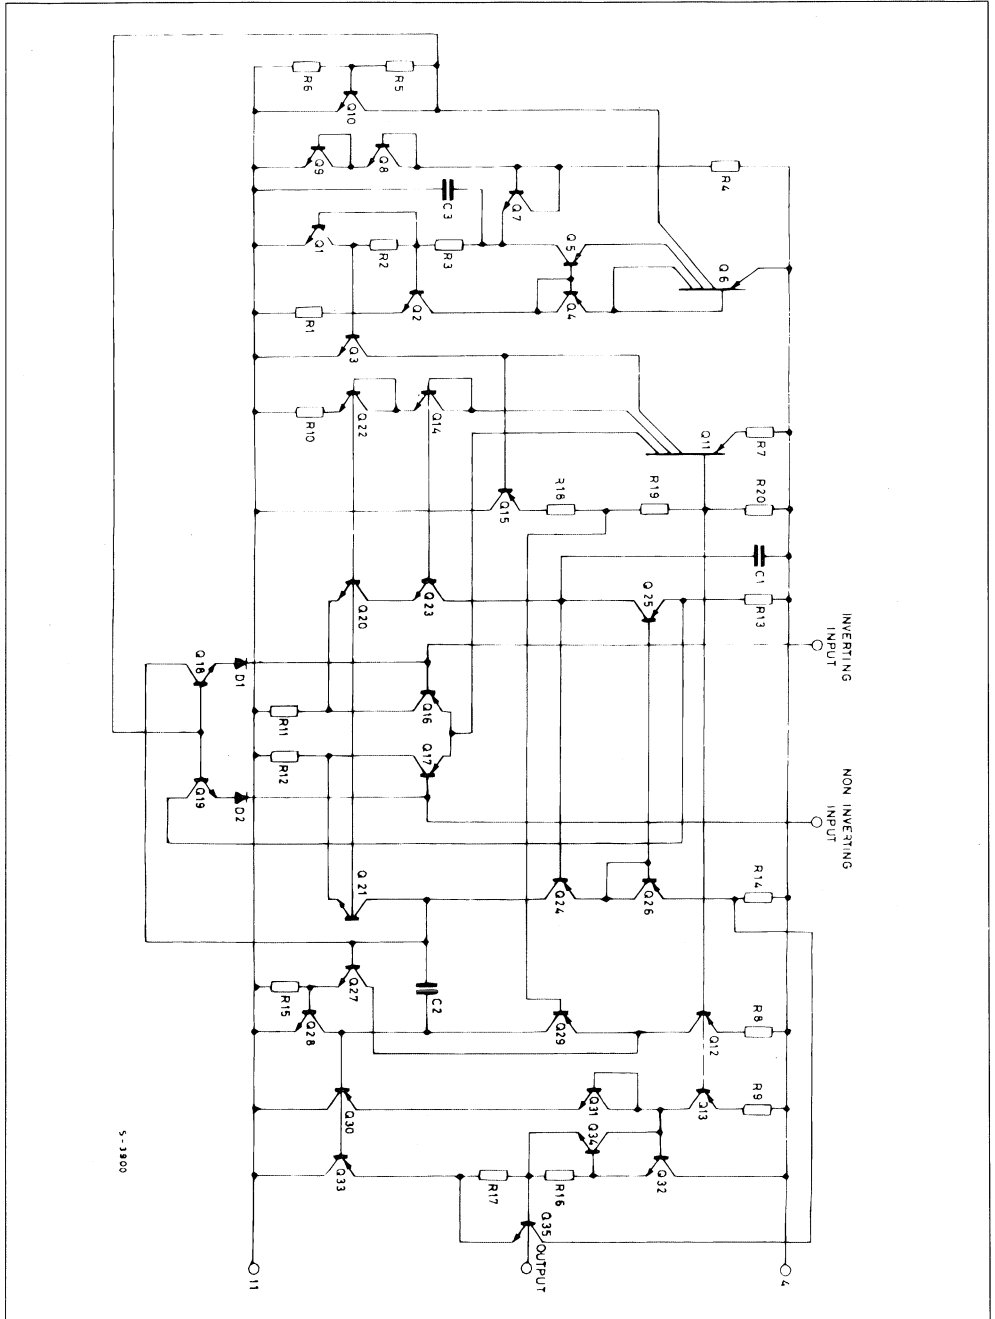 R6
R5
Q10
Q9
Q8
R4
C3
Q7
Q1
R2
R3
Q5
Q6
Q2
Q4
R1
Q3
R10
Q22
Q14
Q11
R7
Q15
R18
R19
R20
C1
Q20
Q23
Q25
R13
INVERTING
INPUT
Q18
D1
R11
Q16
R12
Q17
Q19
D2
NON INVERTING
INPUT
Q21
Q24
Q26
R14
Q27
C2
R15
Q28
Q29
Q12
R8
Q30
Q31
Q13
R9
Q34
Q33
R17
R16
Q32
Q35
OUTPUT
11
4
S-3900